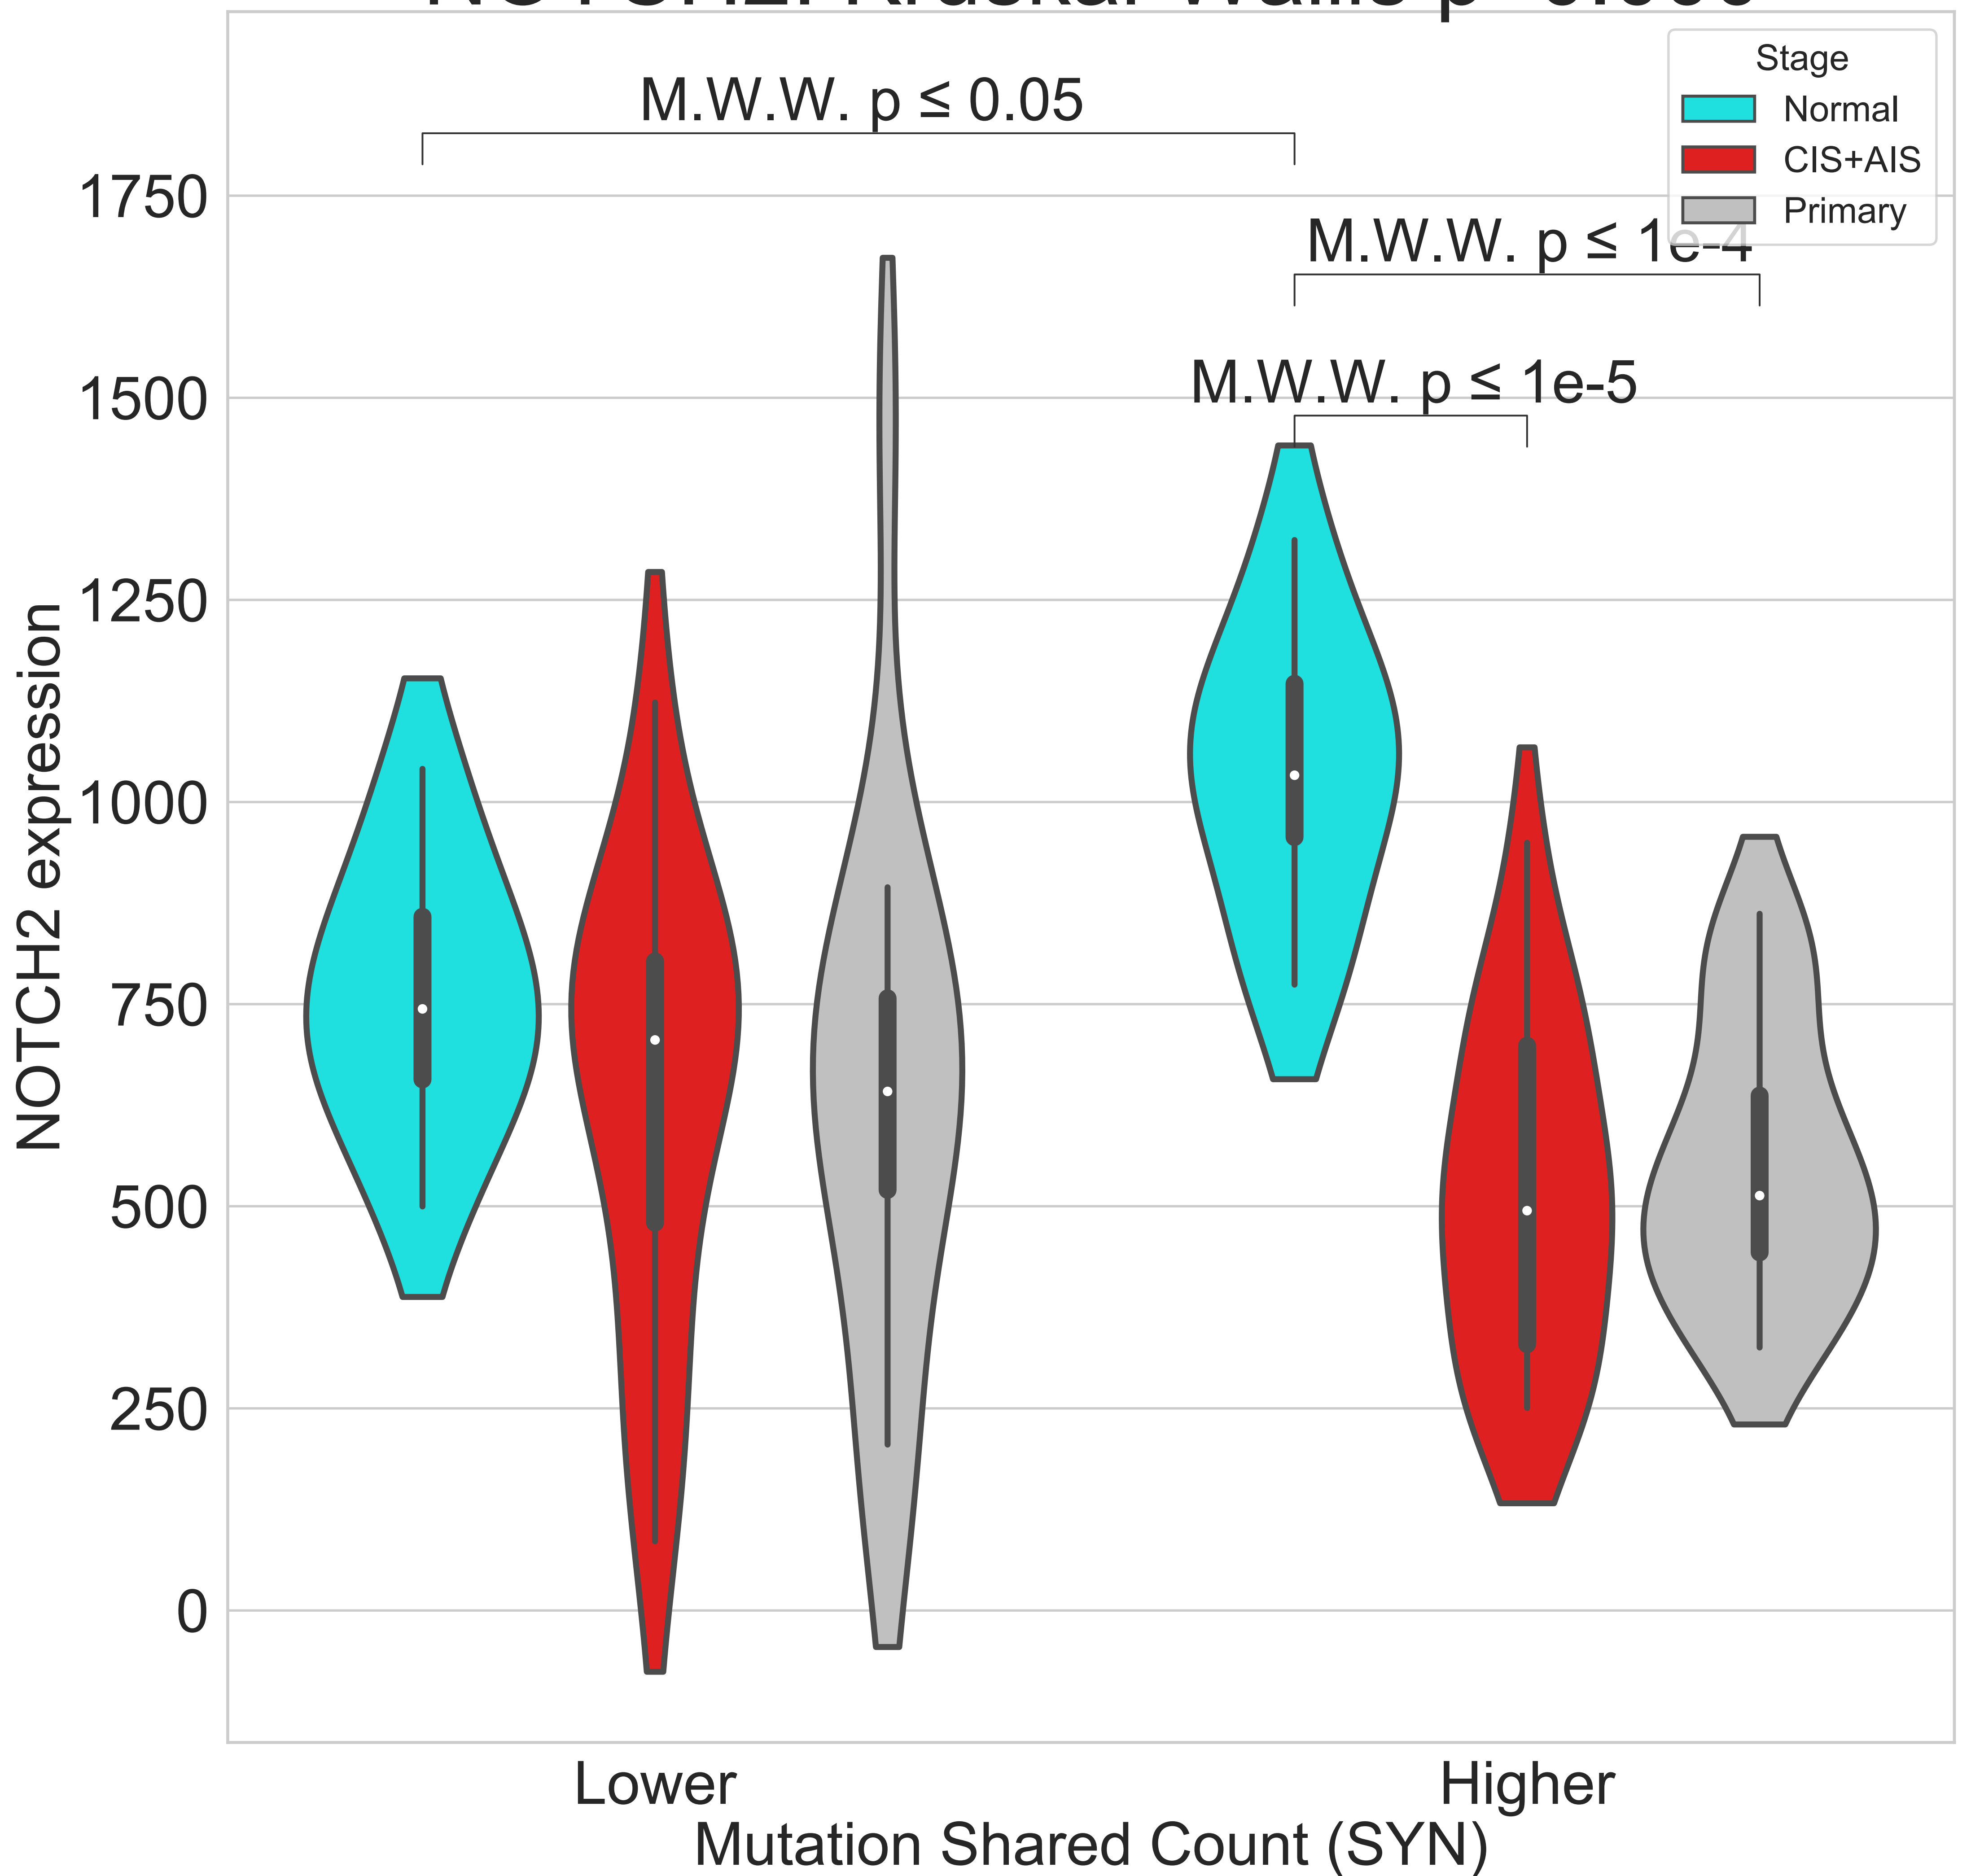 M.W.W. p ≤ 0.05
Stage
Normal
CIS+AIS
Primary
M.W.W. p ≤ 1e-4
M.W.W. p ≤ 1e-5
1750
1500
1250
1000
750
500
250
0
NOTCH2 expression
Lower
Higher
Mutation Shared Count (SYN)